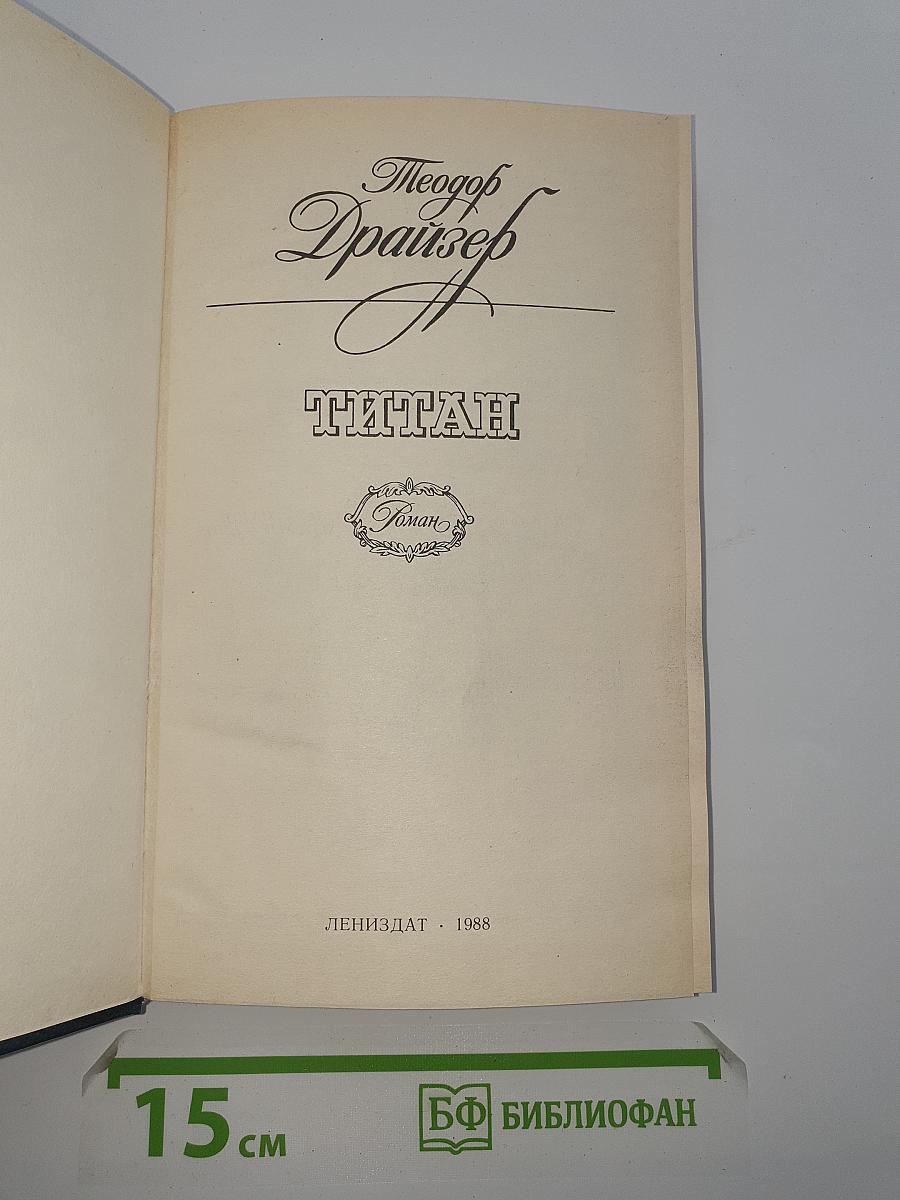 Теодор
Драйзер
ТИТАН
Роман
ЛЕНИЗДАТ · 1988
15 см
БФ БИБЛИОФАН